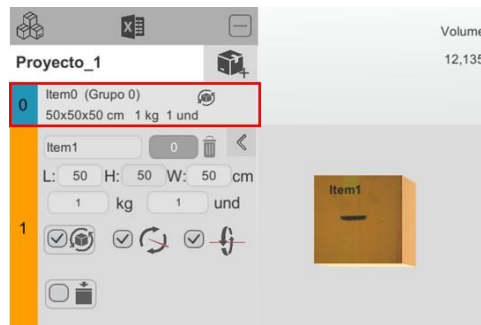 Volume
Proyecto_1
12,135
0
Item0 (Grupo 0)
50x50x50 cm 1 kg 1 und
Item1
0
L: 50 H: 50 W: 50 cm
1 kg 1 und
1
Item1